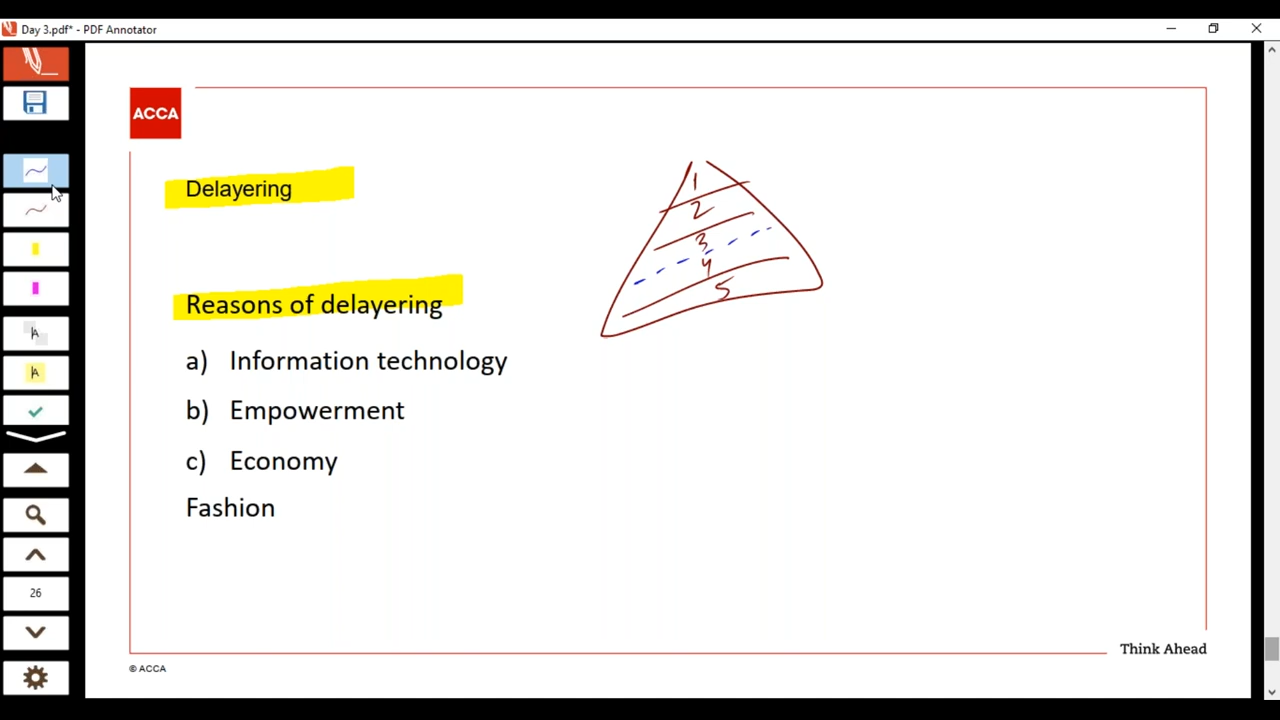 Day 3.pdf* - PDF Annotator
ACCA
Delayering
1
2
3
4
5
Reasons of delayering
a) Information technology
b) Empowerment
c) Economy
Fashion
26
Think Ahead
© ACCA